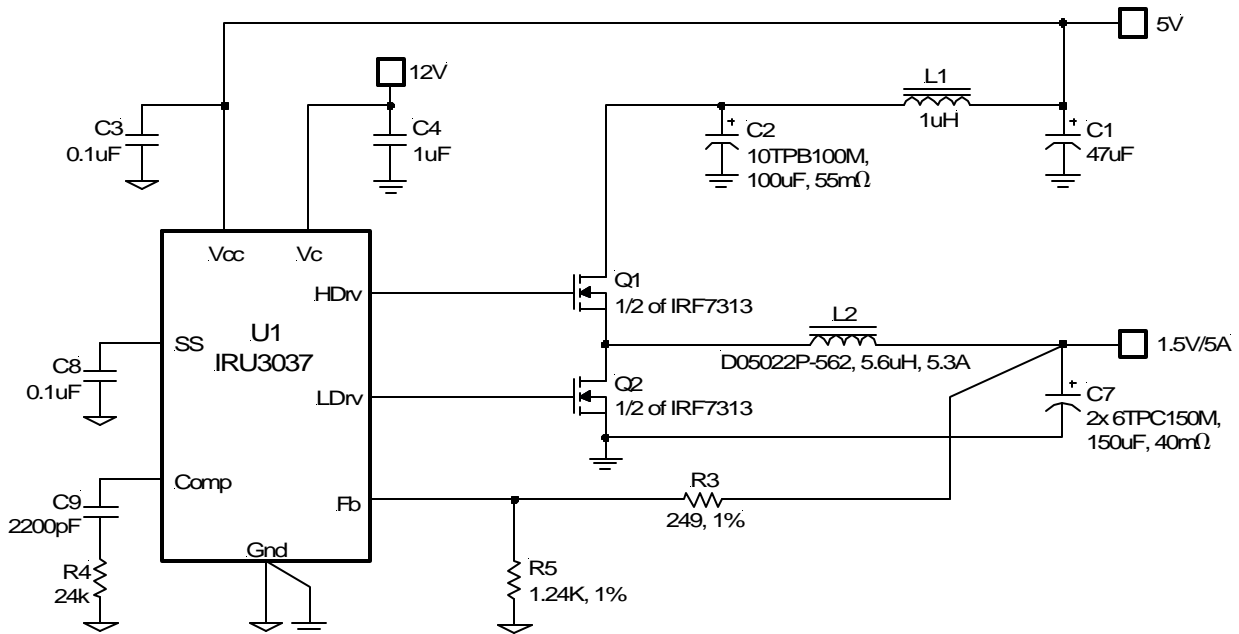 5V
12V
L1
1uH
C3
0.1uF
C4
1uF
C2
10TPB100M,
100uF, 55mΩ
C1
47uF
Vcc
Vc
HDrv
Q1
1/2 of IRF7313
U1
IRU3037
SS
L2
D05022P-562, 5.6uH, 5.3A
1.5V/5A
C8
0.1uF
LDrv
Q2
1/2 of IRF7313
C7
2x 6TPC150M,
150uF, 40mΩ
Comp
C9
2200pF
Fb
R3
249, 1%
Gnd
R4
24k
R5
1.24K, 1%